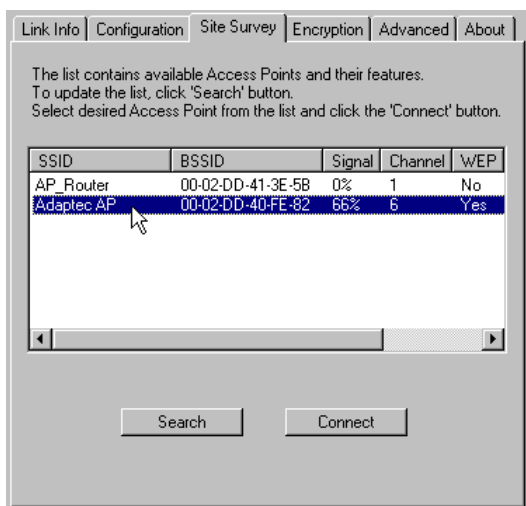 Link Info Configuration Site Survey Encryption Advanced About
The list contains available Access Points and their features.
To update the list, click 'Search' button.
Select desired Access Point from the list and click the 'Connect' button.
SSID BSSID Signal Channel WEP
AP_Router 00-02-DD-41-3E-5B 0% 1 No
Adaptec AP 00-02-DD-40-FE-82 66% 6 Yes
Search Connect